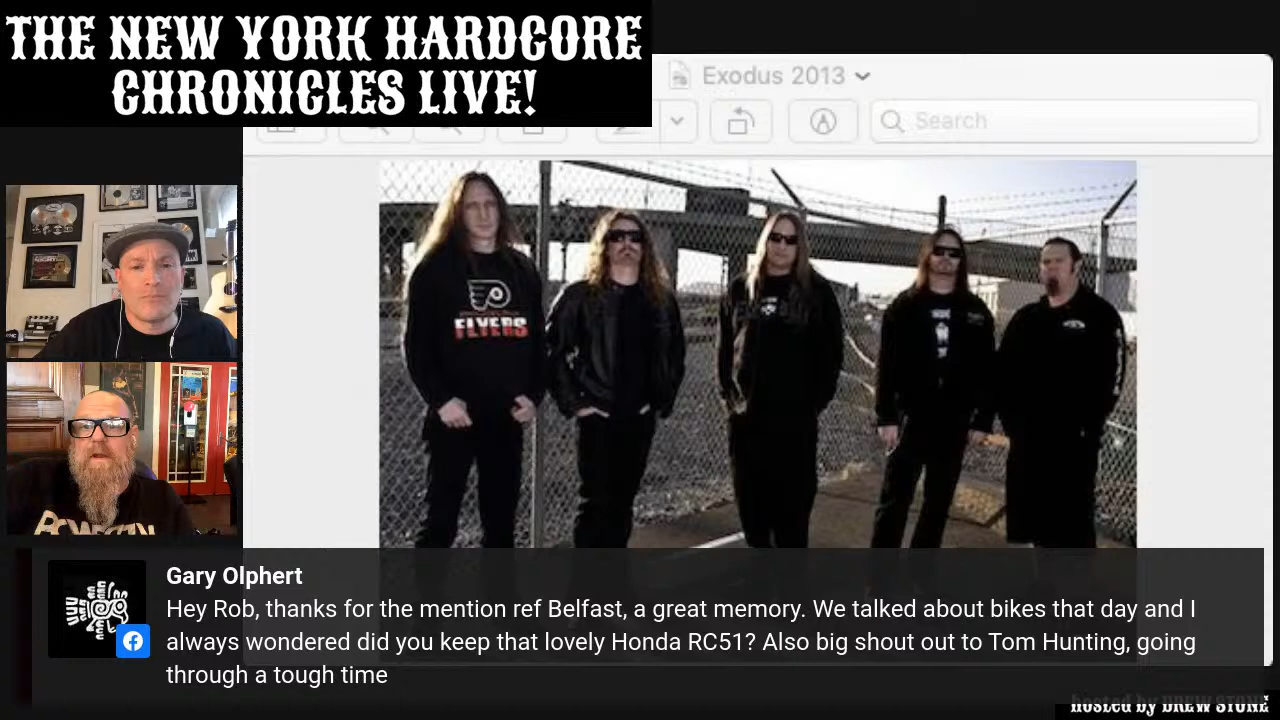 THE NEW YORK HARDCORE
CHRONICLES LIVE!
Exodus 2013
Search
FLYERS
Gary Olphert
Hey Rob, thanks for the mention ref Belfast, a great memory. We talked about bikes that day and I
always wondered did you keep that lovely Honda RC51? Also big shout out to Tom Hunting, going
through a tough time
hosted by DREW STONE